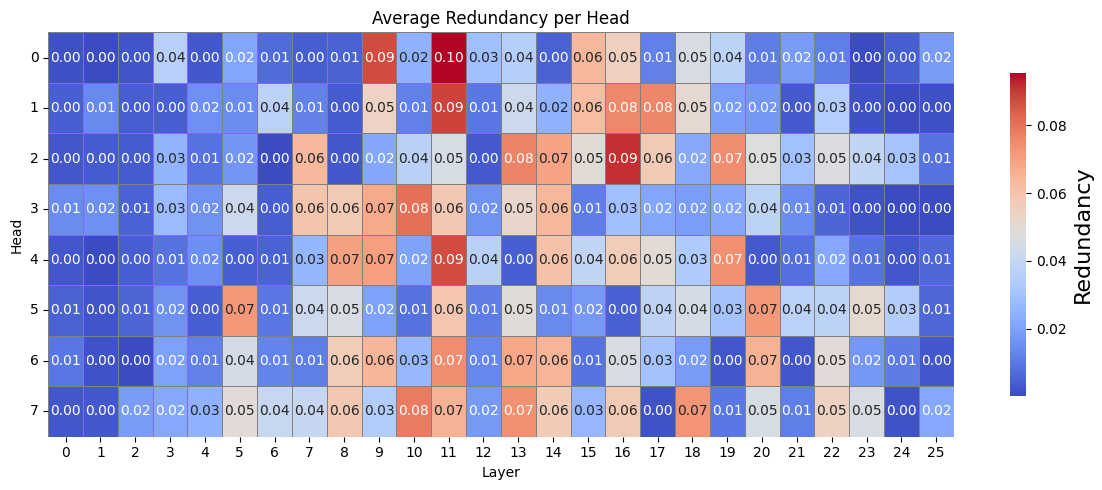 Average Redundancy per Head
0 0.00 0.00 0.00 0.04 0.00 0.02 0.01 0.00 0.01 0.09 0.02 0.10 0.03 0.04 0.00 0.06 0.05 0.01 0.05 0.04 0.01 0.02 0.01 0.00 0.00 0.02
1 0.00 0.01 0.00 0.00 0.02 0.01 0.04 0.01 0.00 0.05 0.01 0.09 0.01 0.04 0.02 0.06 0.08 0.08 0.05 0.02 0.02 0.00 0.03 0.00 0.00 0.00
2 0.00 0.00 0.00 0.03 0.01 0.02 0.00 0.06 0.00 0.02 0.04 0.05 0.00 0.08 0.07 0.05 0.09 0.06 0.02 0.07 0.05 0.03 0.05 0.04 0.03 0.01
3 0.01 0.02 0.01 0.03 0.02 0.04 0.00 0.06 0.06 0.07 0.08 0.06 0.02 0.05 0.06 0.01 0.03 0.02 0.02 0.02 0.04 0.01 0.01 0.00 0.00 0.00
4 0.00 0.00 0.00 0.01 0.02 0.00 0.01 0.03 0.07 0.07 0.02 0.09 0.04 0.00 0.06 0.04 0.06 0.05 0.03 0.07 0.00 0.01 0.02 0.01 0.00 0.01
5 0.01 0.00 0.01 0.02 0.00 0.07 0.01 0.04 0.05 0.02 0.01 0.06 0.01 0.05 0.01 0.02 0.00 0.04 0.04 0.03 0.07 0.04 0.04 0.05 0.03 0.01
6 0.01 0.00 0.00 0.02 0.01 0.04 0.01 0.01 0.06 0.06 0.03 0.07 0.01 0.07 0.06 0.01 0.05 0.03 0.02 0.00 0.07 0.00 0.05 0.02 0.01 0.00
7 0.00 0.00 0.02 0.02 0.03 0.05 0.04 0.04 0.06 0.03 0.08 0.07 0.02 0.07 0.06 0.03 0.06 0.00 0.07 0.01 0.05 0.01 0.05 0.05 0.00 0.02
0 1 2 3 4 5 6 7 8 9 10 11 12 13 14 15 16 17 18 19 20 21 22 23 24 25
Layer
Head
0.08
0.06
0.04
0.02
Redundancy